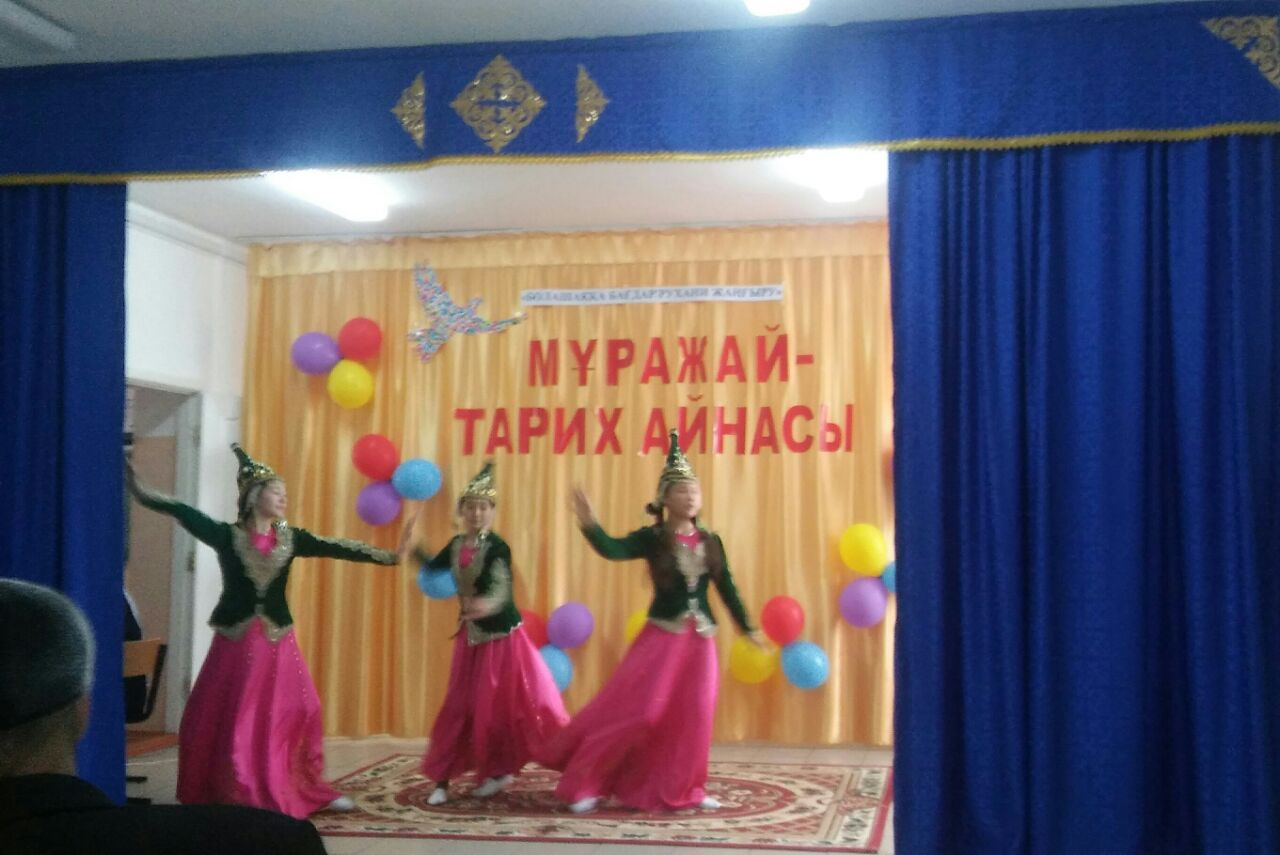 «БОЛАШАҚҚА БАҒДАР: РУХАНИ ЖАҢҒЫРУ»
МҰРАЖАЙ-
ТАРИХ АЙНАСЫ